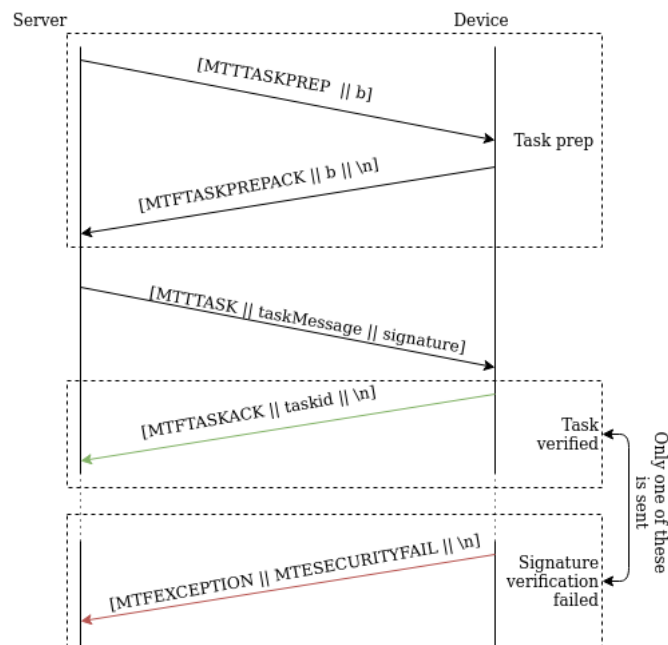 Server
Device
[MTTTASKPREP || b]
Task prep
[MTFTASKPREPACK || b || \n]
[MTTTASK || taskMessage || signature]
[MTFTASKACK || taskid || \n]
Task
verified
Only one of these
is sent
[MTFEXCEPTION || MTESECURITYFAIL || \n]
Signature
verification
failed